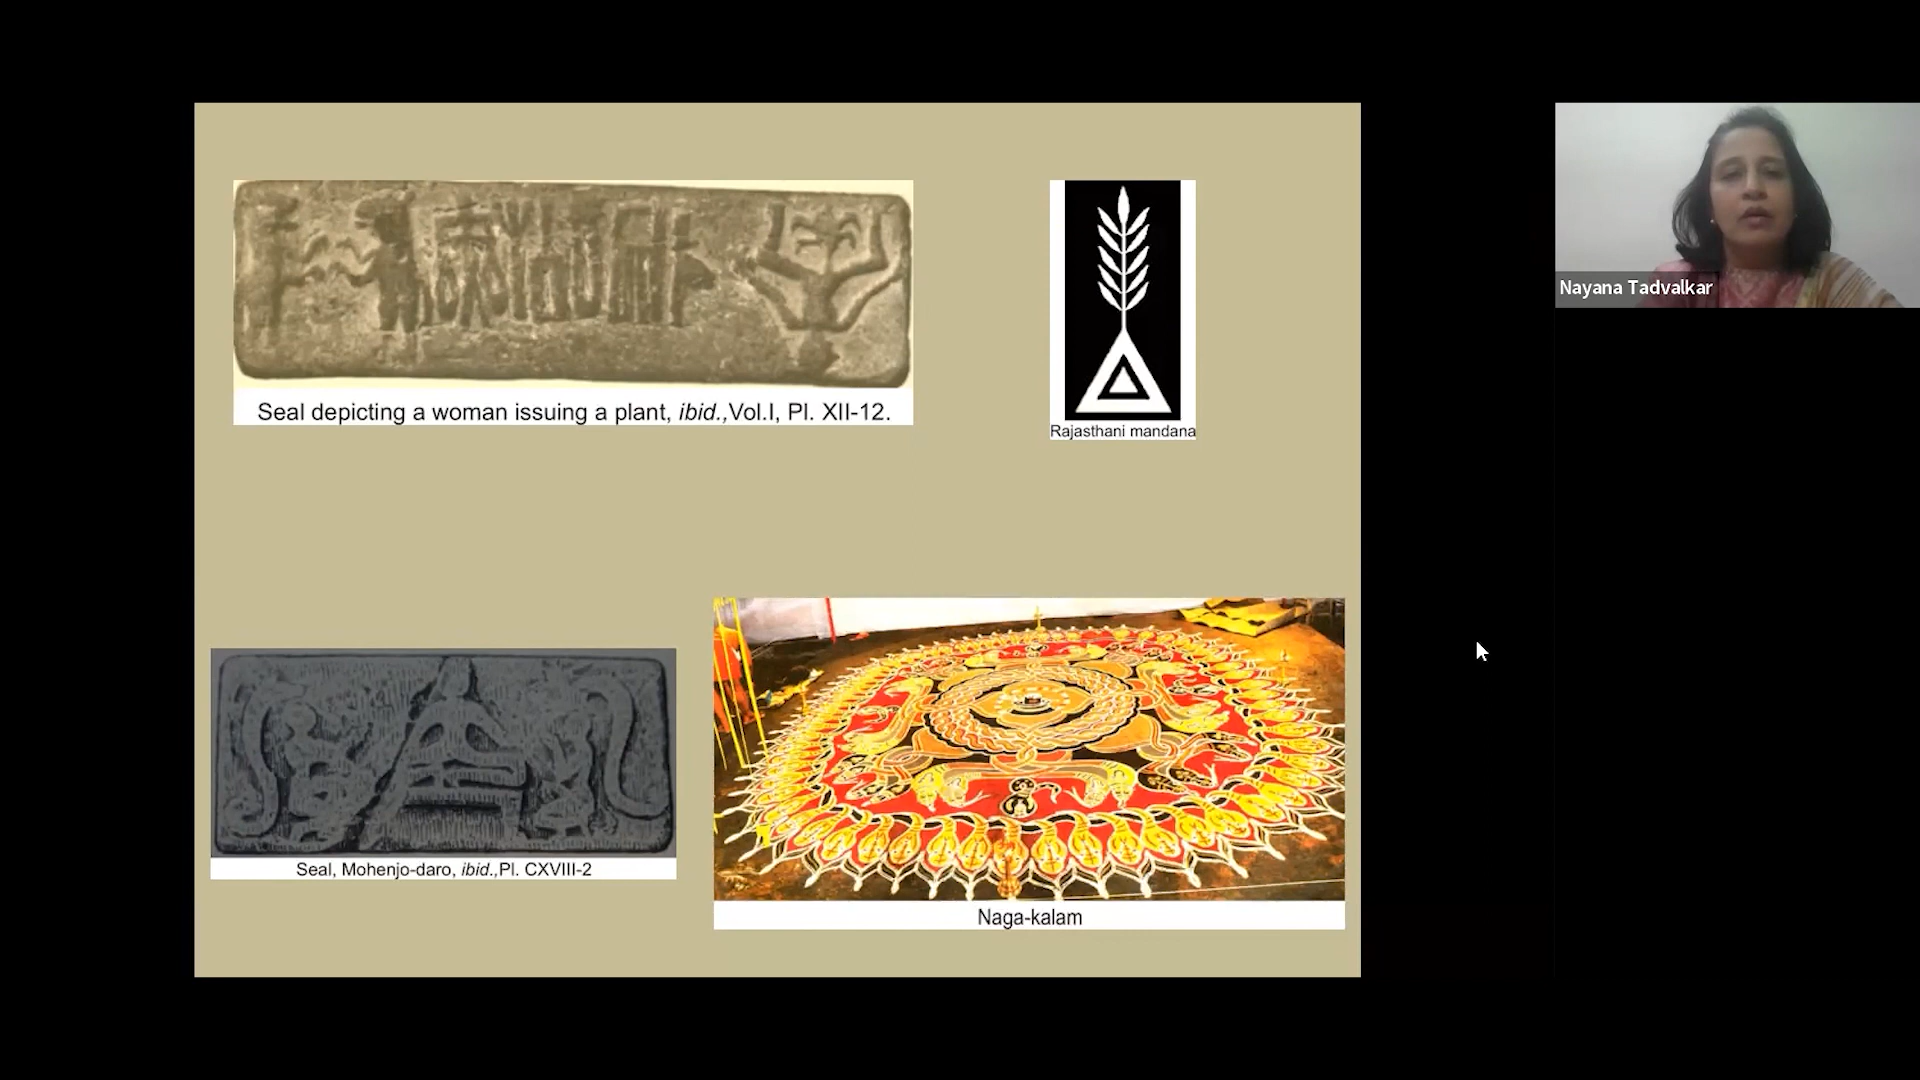 Seal depicting a woman issuing a plant, ibid.,Vol.I, Pl. XII-12.
Rajasthani mandana
Nayana Tadvalkar
Seal, Mohenjo-daro, ibid.,Pl. CXVIII-2
Naga-kalam